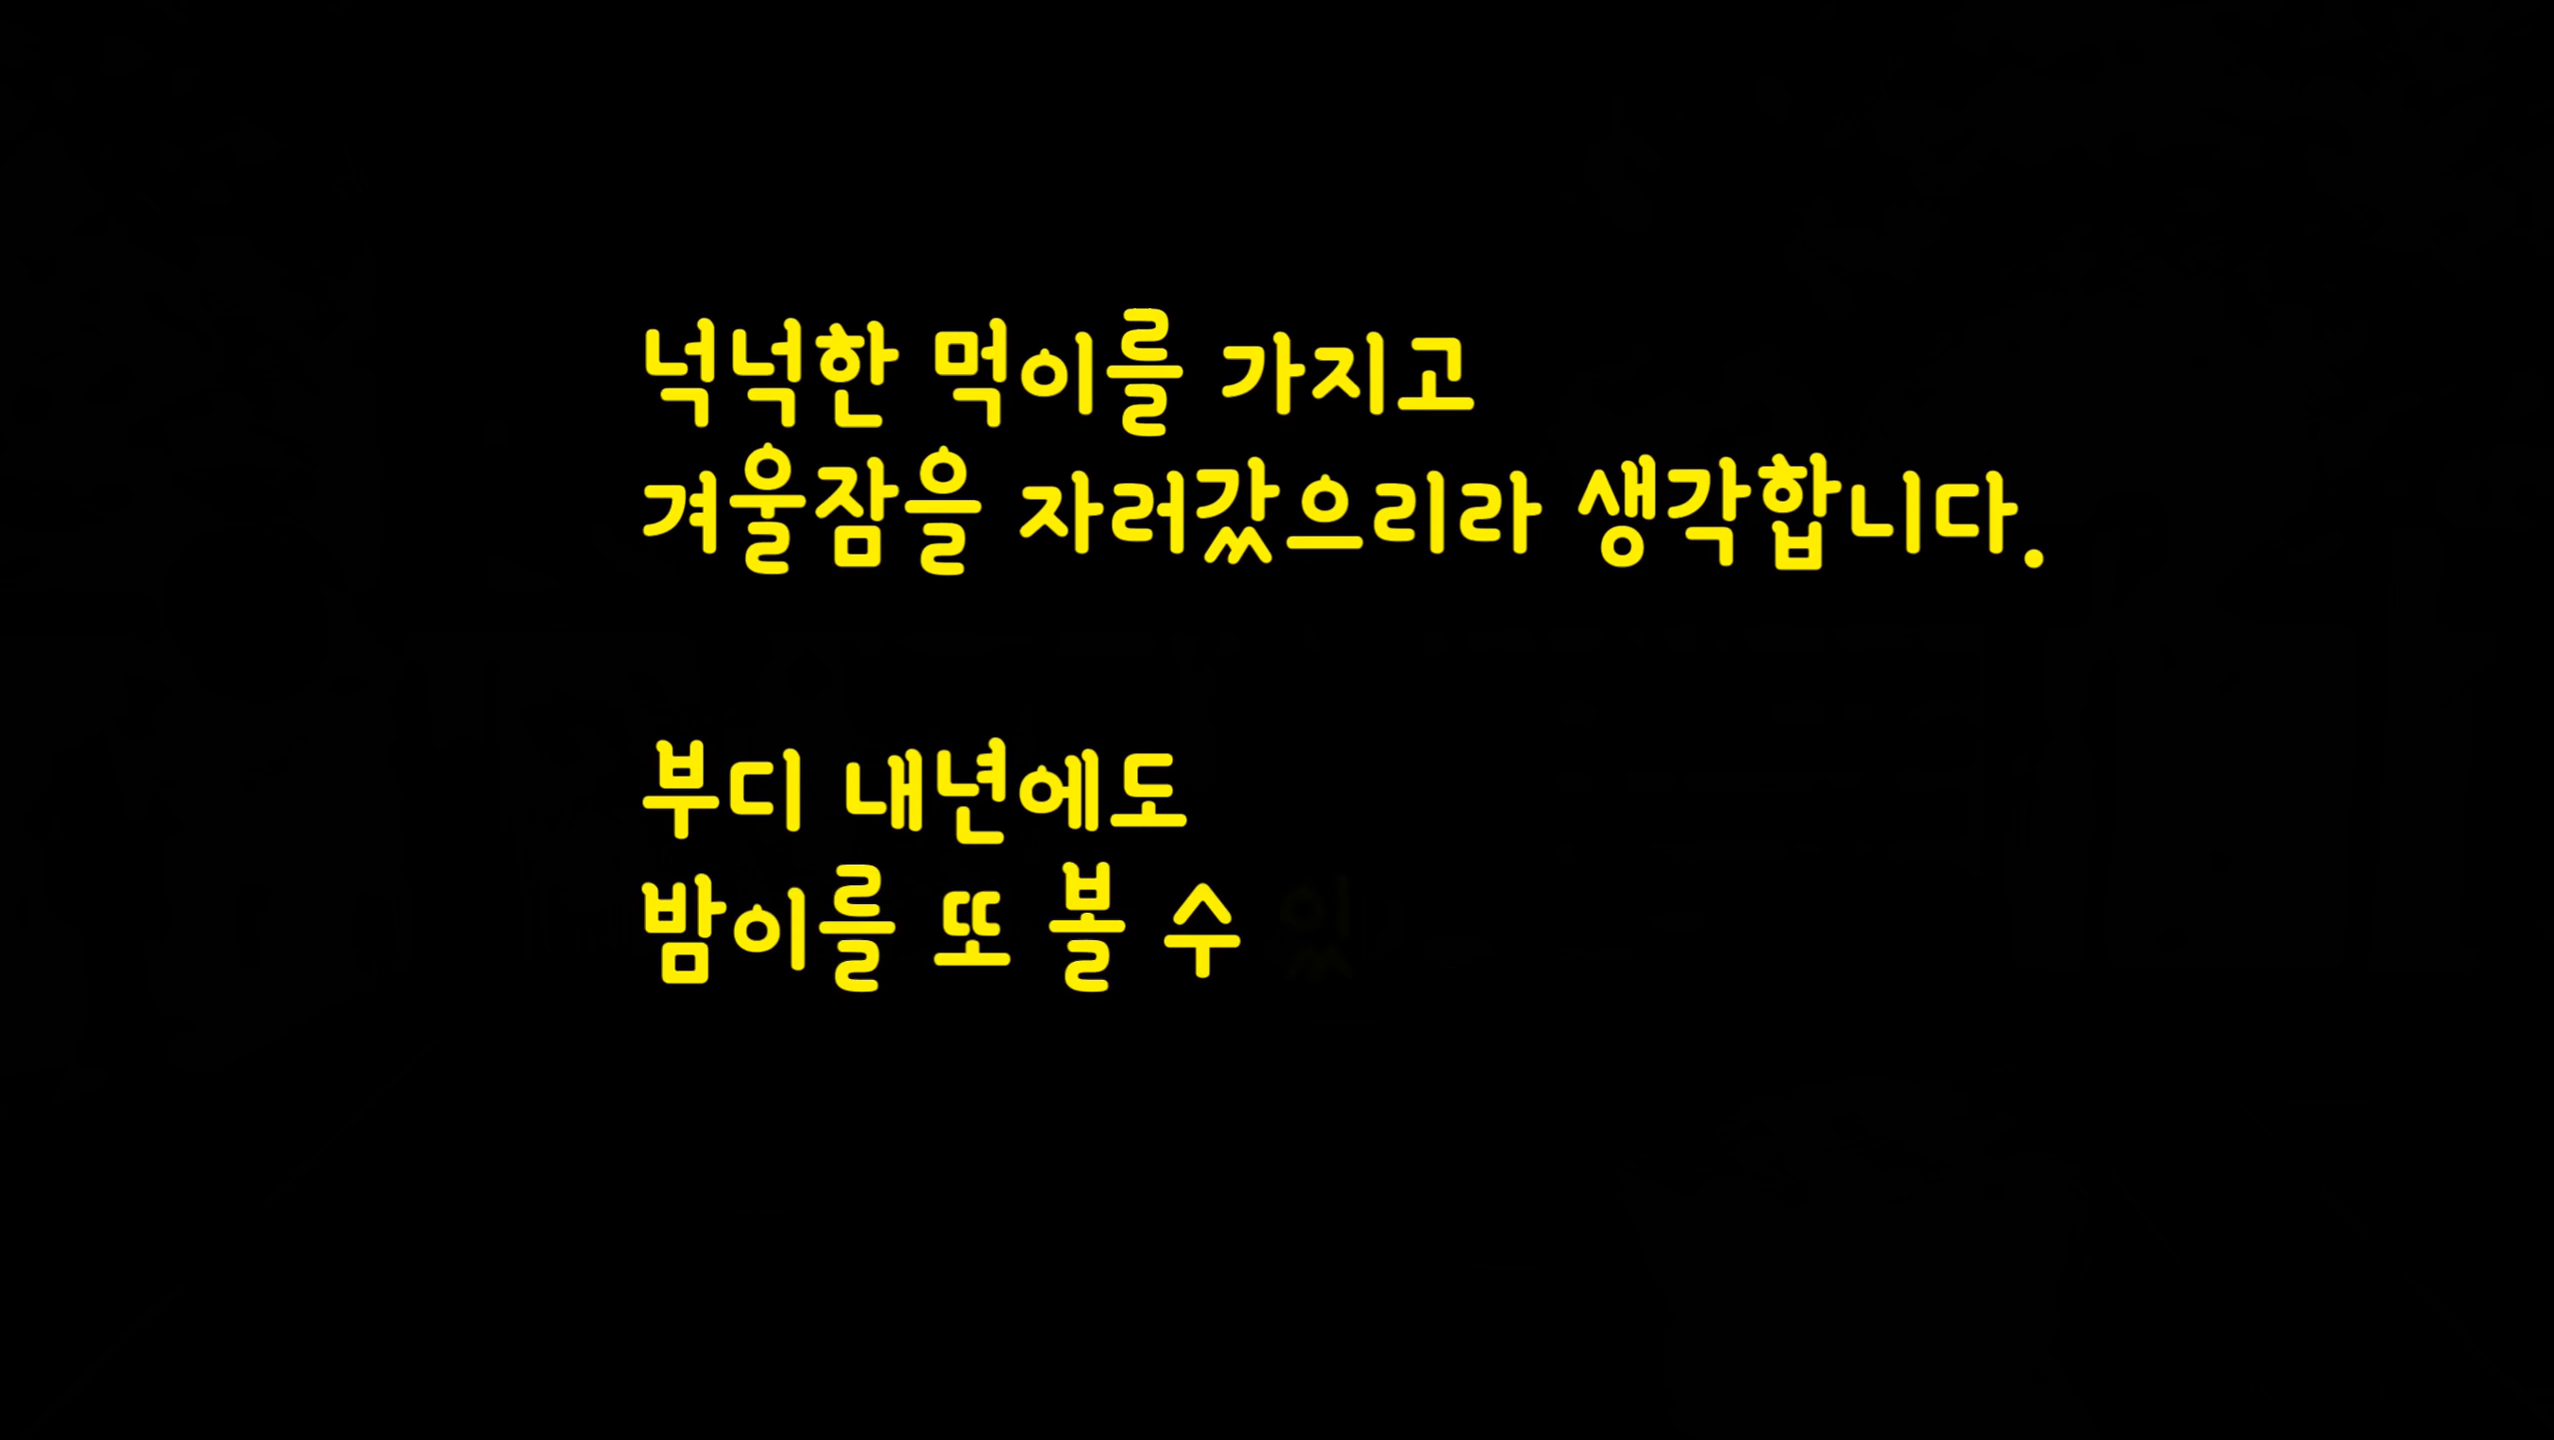 넉넉한 먹이를 가지고
겨울잠을 자러갔으리라 생각합니다.
부디 내년에도
밤이를 또 볼 수 있